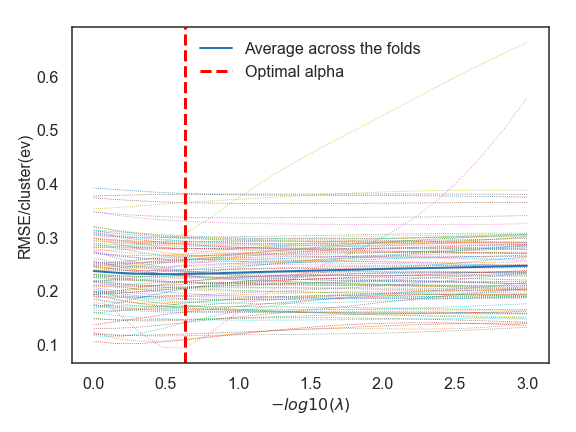 Average across the folds
Optimal alpha
RMSE/cluster(ev)
0.6
0.5
0.4
0.3
0.2
0.1
0.0 0.5 1.0 1.5 2.0 2.5 3.0
−log10(λ)